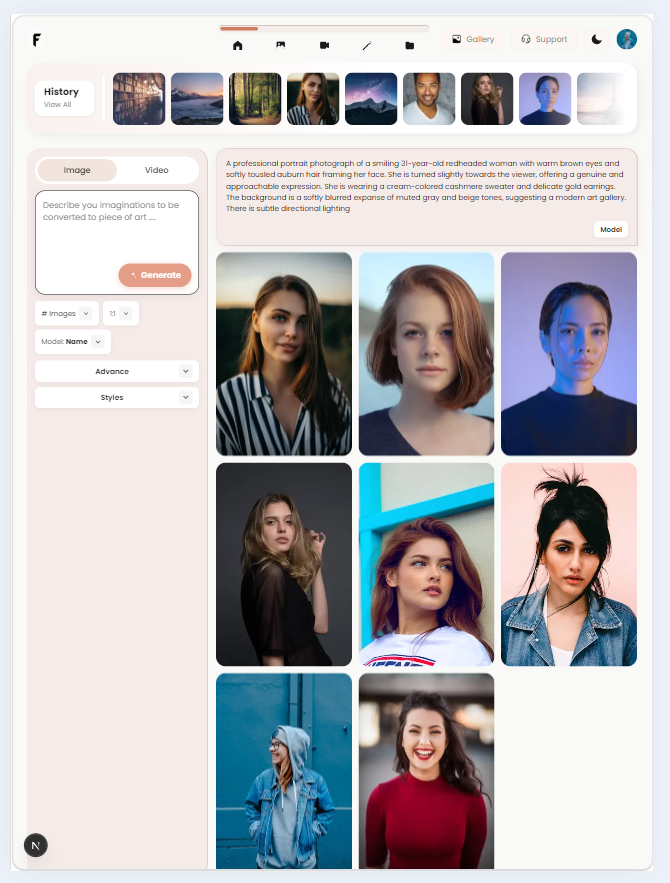 F
Gallery
Support
History
View All
Image
Video
Describe you imaginations to be
converted to piece of art ...
Generate
# Images
1:1
Model: Name
Advance
Styles
A professional portrait photograph of a smiling 31-year-old redheaded woman with warm brown eyes and
softly tousled auburn hair framing her face. She is turned slightly towards the viewer, offering a genuine and
approachable expression. She is wearing a cream-colored cashmere sweater and delicate gold earrings.
The background is a softly blurred expanse of muted gray and beige tones, suggesting a modern art gallery.
There is subtle directional lighting
Model
N